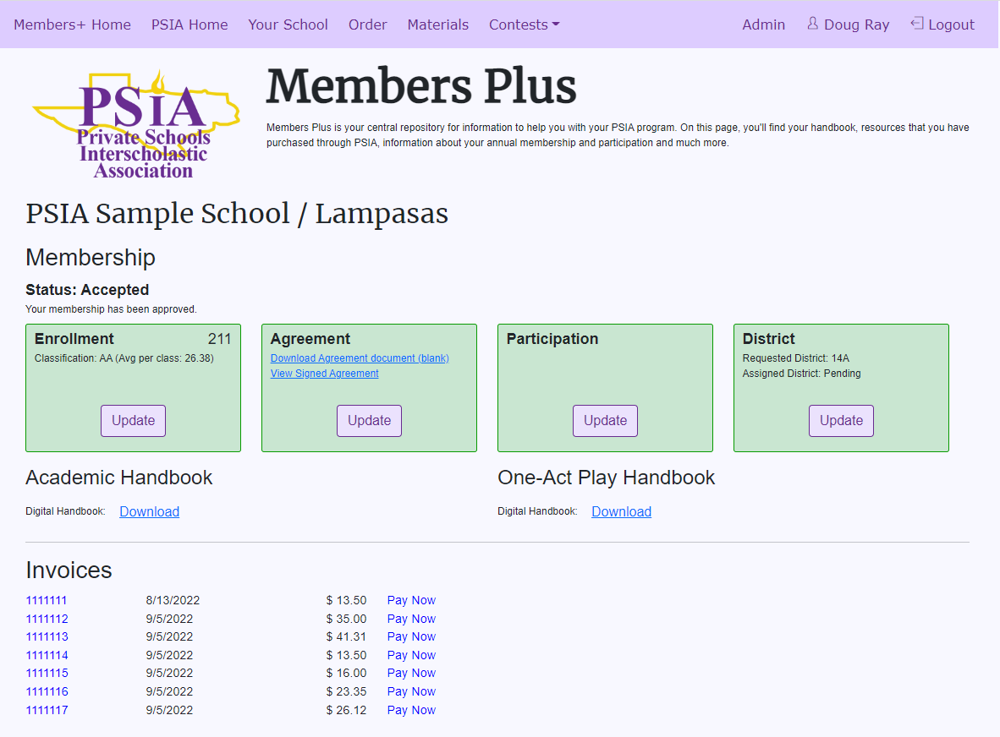 Members+ Home PSIA Home Your School Order Materials Contests Admin Doug Ray Logout
PSIA
Private Schools
Interscholastic
Association
Members Plus
Members Plus is your central repository for information to help you with your PSIA program. On this page, you'll find your handbook, resources that you have
purchased through PSIA, information about your annual membership and participation and much more.
PSIA Sample School / Lampasas
Membership
Status: Accepted
Your membership has been approved.
Enrollment 211
Classification: AA (Avg per class: 26.38)
Update
Agreement
Download Agreement document (blank)
View Signed Agreement
Update
Participation
Update
District
Requested District: 14A
Assigned District: Pending
Update
Academic Handbook
Digital Handbook: Download
One-Act Play Handbook
Digital Handbook: Download
Invoices
1111111 8/13/2022 $ 13.50 Pay Now
1111112 9/5/2022 $ 35.00 Pay Now
1111113 9/5/2022 $ 41.31 Pay Now
1111114 9/5/2022 $ 13.50 Pay Now
1111115 9/5/2022 $ 16.00 Pay Now
1111116 9/5/2022 $ 23.35 Pay Now
1111117 9/5/2022 $ 26.12 Pay Now